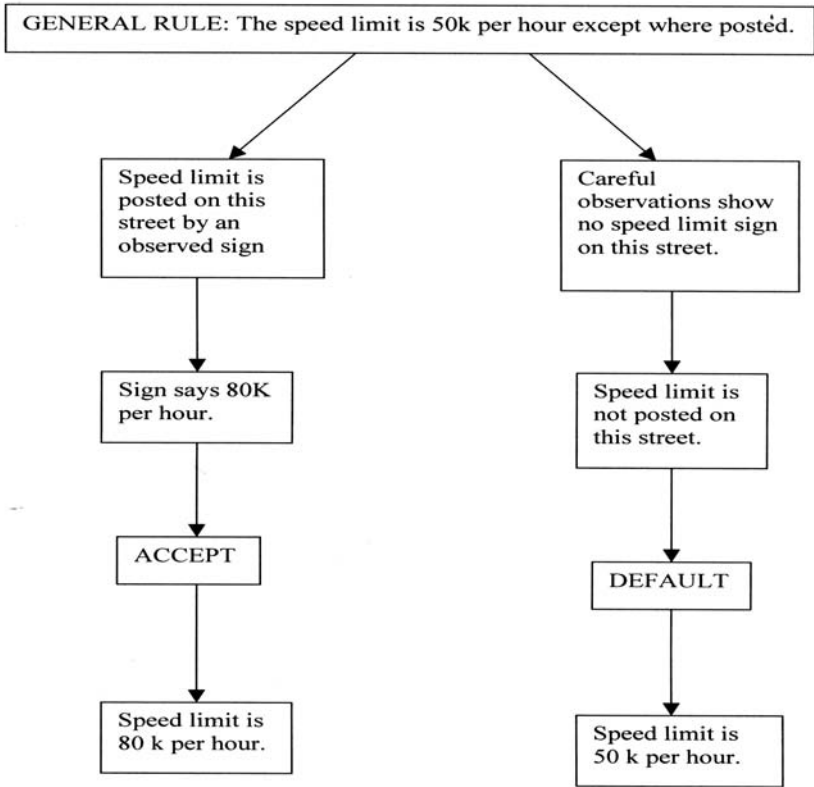 GENERAL RULE: The speed limit is 50k per hour except where posted.
Speed limit is
posted on this
street by an
observed sign
Sign says 80K
per hour.
ACCEPT
Speed limit is
80 k per hour.
Careful
observations show
no speed limit sign
on this street.
Speed limit is
not posted on
this street.
DEFAULT
Speed limit is
50 k per hour.